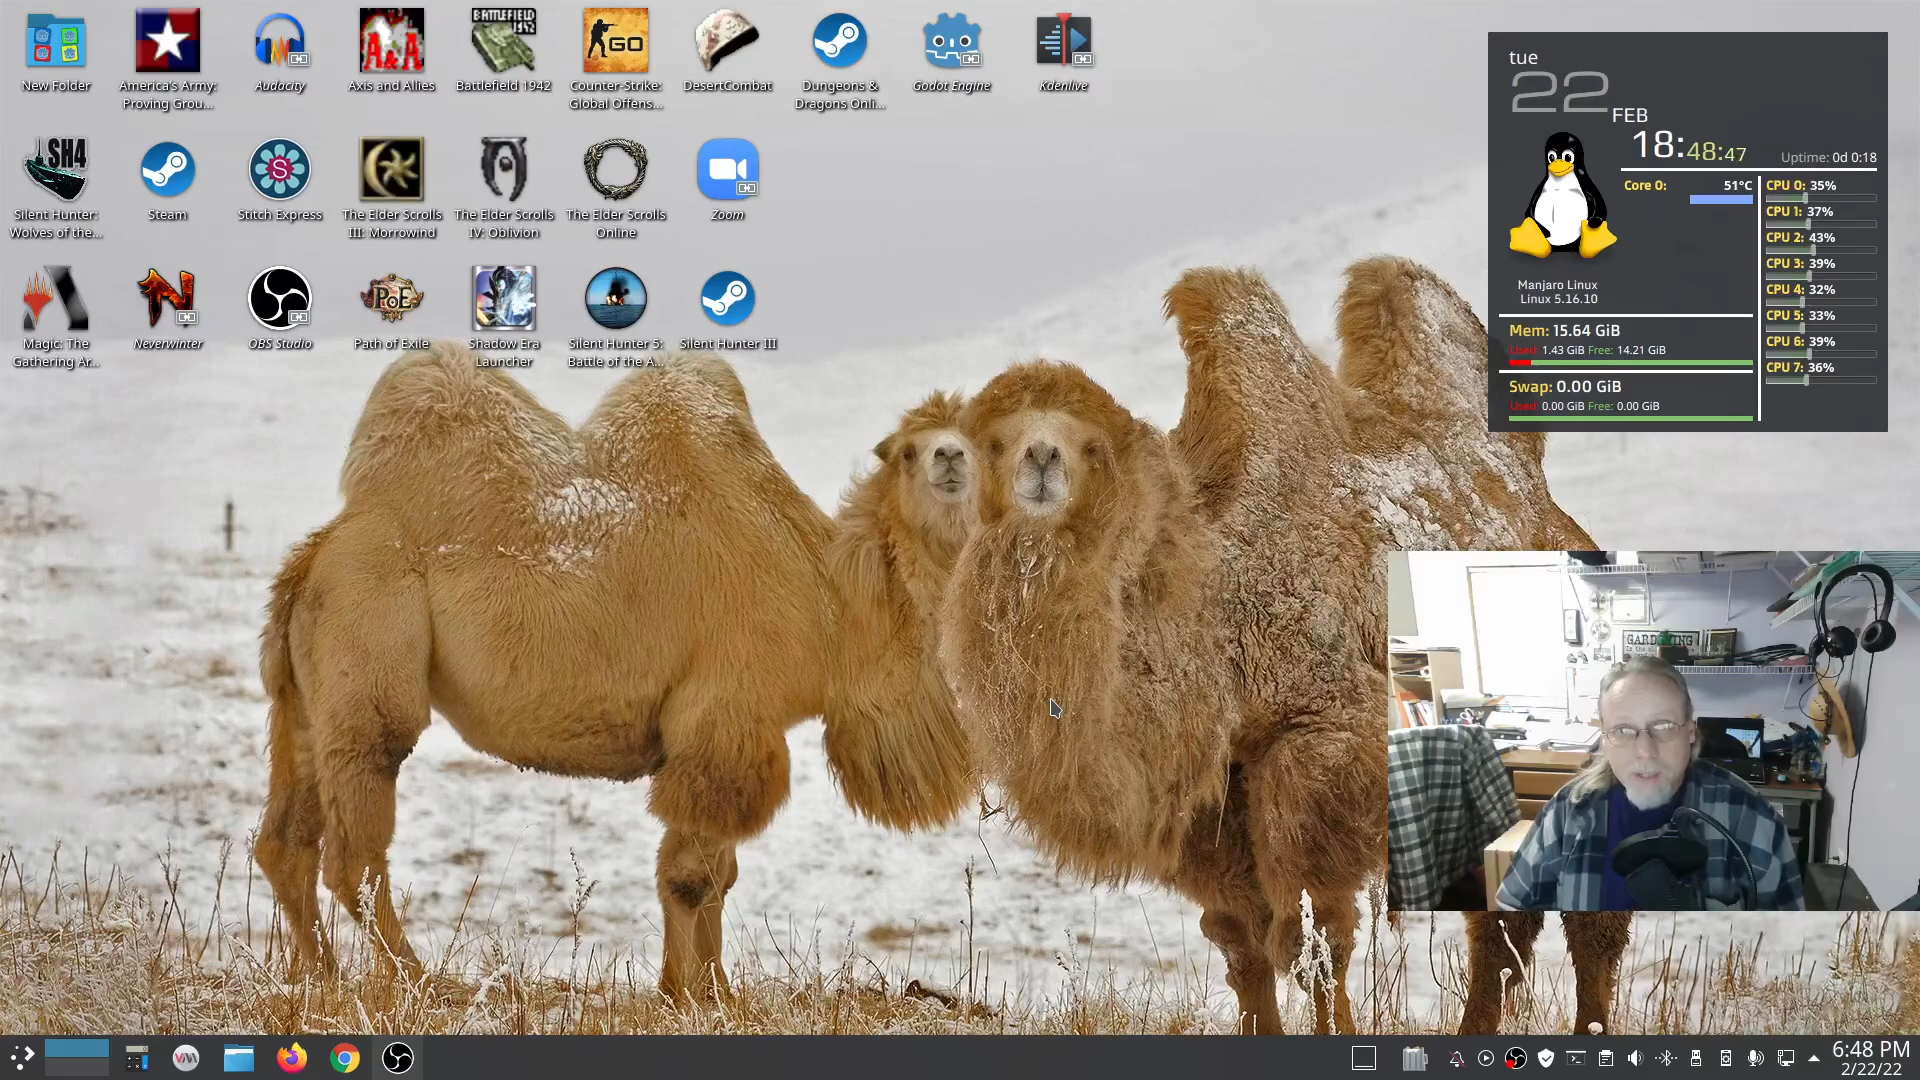 New Folder
America's Army:
Proving Grou...
Audacity
A&A
Axis and Allies
BATTLEFIELD
1942
Battlefield 1942
GO
Counter-Strike:
Global Offens...
DesertCombat
Dungeons &
Dragons Onli...
Godot Engine
Kdenlive
SH4
Silent Hunter:
Wolves of the...
Steam
S
Stitch Express
The Elder Scrolls
III: Morrowind
The Elder Scrolls
IV: Oblivion
The Elder Scrolls
Online
Zoom
Magic: The
Gathering Ar...
Neverwinter
OBS Studio
PoE
Path of Exile
Shadow Era
Launcher
Silent Hunter 5:
Battle of the A...
Silent Hunter III
tue
22
FEB
18:48:47
Uptime: 0d 0:18
Core 0: 51°C
CPU 0: 35%
CPU 1: 37%
CPU 2: 43%
CPU 3: 39%
CPU 4: 32%
CPU 5: 33%
CPU 6: 39%
CPU 7: 36%
Manjaro Linux
Linux 5.16.10
Mem: 15.64 GiB
Used: 1.43 GiB Free: 14.21 GiB
Swap: 0.00 GiB
Used: 0.00 GiB Free: 0.00 GiB
6:48 PM
2/22/22